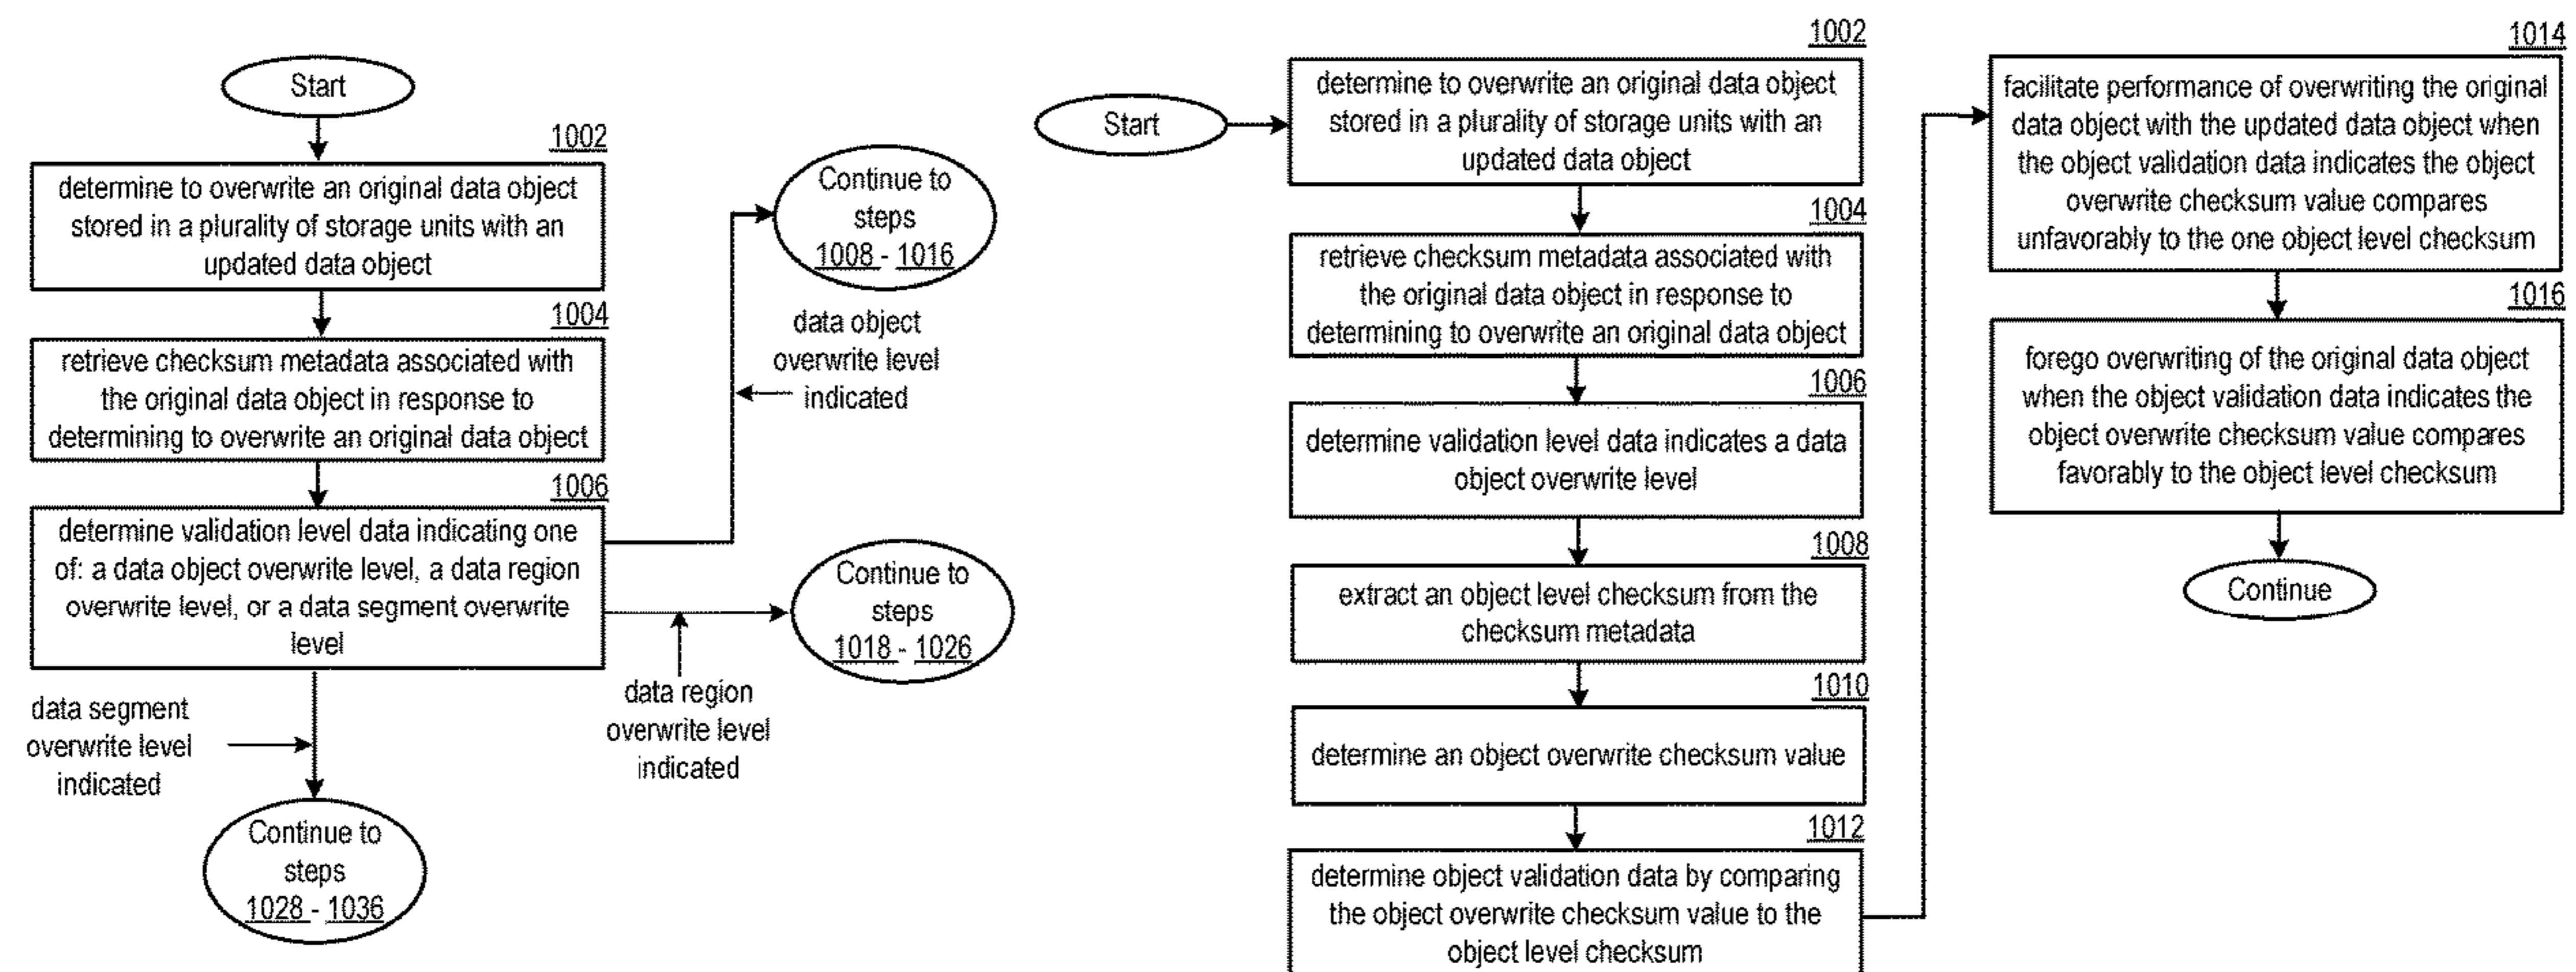 Start
1002
determine to overwrite an original data object
stored in a plurality of storage units with an
updated data object
1004
retrieve checksum metadata associated with
the original data object in response to
determining to overwrite an original data object
1006
determine validation level data indicating one
of: a data object overwrite level, a data region
overwrite level, or a data segment overwrite
level
Continue to
steps
1008 - 1016
data object
overwrite level
indicated
Continue to
steps
1018 - 1026
data region
overwrite level
indicated
data segment
overwrite level
indicated
Continue to
steps
1028 - 1036
Start
1002
determine to overwrite an original data object
stored in a plurality of storage units with an
updated data object
1004
retrieve checksum metadata associated with
the original data object in response to
determining to overwrite an original data object
1006
determine validation level data indicates a data
object overwrite level
1008
extract an object level checksum from the
checksum metadata
1010
determine an object overwrite checksum value
1012
determine object validation data by comparing
the object overwrite checksum value to the
object level checksum
1014
facilitate performance of overwriting the original
data object with the updated data object when
the object validation data indicates the object
overwrite checksum value compares
unfavorably to the one object level checksum
1016
forego overwriting of the original data object
when the object validation data indicates the
object overwrite checksum value compares
favorably to the object level checksum
Continue